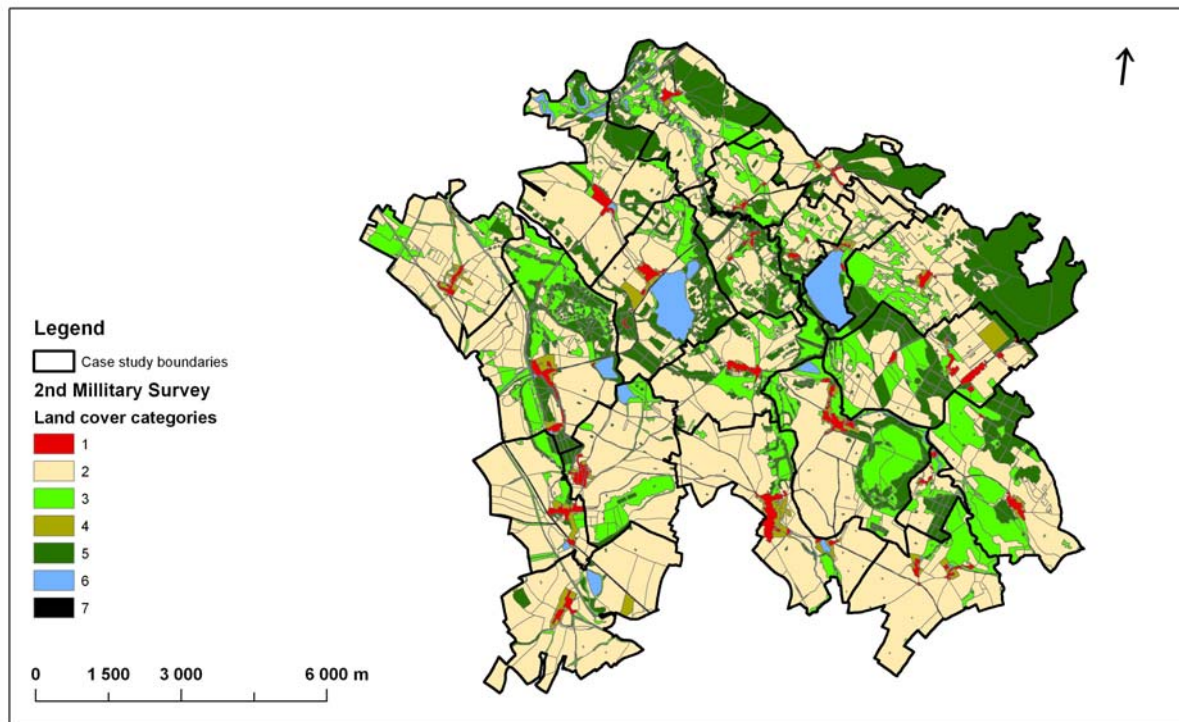 Legend
Case study boundaries
2nd Millitary Survey
Land cover categories
1
2
3
4
5
6
7
0 1 500 3 000 6 000 m